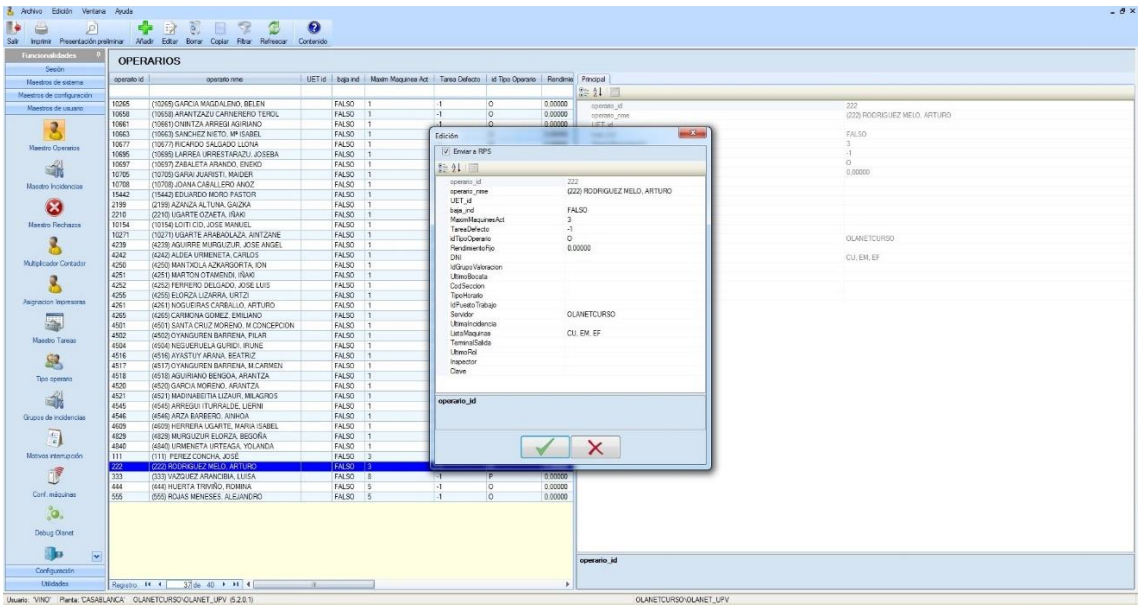 Archivo Edición Ventana Ayuda
Salir Imprimir Presentación preliminar Añadir Editar Borrar Copiar Filtrar Refrescar Contenido
Funcionalidades
Sesión
Maestros de sistema
Maestros de configuración
Maestros de usuario
Maestro Operarios
Maestro Incidencias
Maestro Rechazos
Multiplicador Contador
Asignacion Impresoras
Maestro Tareas
Tipo operario
Grupos de incidencias
Motivos interrupción
Conf. máquinas
Debug Olanet
Configuración
Utilidades
OPERARIOS
operario id operario nme UET id baja ind Maxim Maquines Act Tarea Defecto id Tipo Operario Rendimie
10265 (10265) GARCIA MAGDALENO, BELEN FALSO 1 -1 O 0,00000
10658 (10658) ARANTZAZU CARNERERO TEROL FALSO 1 -1 O 0,00000
10661 (10661) ONINTZA ARREGI AGIRIANO FALSO 1 -1 O 0,00000
10663 (10663) SANCHEZ NIETO, Mª ISABEL FALSO 1
10677 (10677) RICARDO SALGADO LLONA FALSO 1
10695 (10695) LARREA URRESTARAZU, JOSEBA FALSO 1
10697 (10697) ZABALETA ARANDO, ENEKO FALSO 1
10705 (10705) GARAI JUARISTI, MAIDER FALSO 1
10708 (10708) JOANA CABALLERO ANOZ FALSO 1
15442 (15442) EDUARDO MORO PASTOR FALSO 1
2199 (2199) AZANZA ALTUNA, GAIZKA FALSO 1
2210 (2210) UGARTE OZAETA, IÑAKI FALSO 1
10154 (10154) LOITI CID, JOSE MANUEL FALSO 1
10271 (10271) UGARTE ARABAOLAZA, AINTZANE FALSO 1
4239 (4239) AGUIRRE MURGUZUR, JOSE ANGEL FALSO 1
4242 (4242) ALDEA URMENETA, CARLOS FALSO 1
4250 (4250) MANTXOLA AZKARGORTA, ION FALSO 1
4251 (4251) MARTON OTAMENDI, IÑAKI FALSO 1
4252 (4252) FERRERO DELGADO, JOSE LUIS FALSO 1
4255 (4255) ELORZA LIZARRA, URTZI FALSO 1
4261 (4261) NOGUEIRAS CARBALLO, ARTURO FALSO 1
4265 (4265) CARMONA GOMEZ, EMILIANO FALSO 1
4501 (4501) SANTA CRUZ MORENO, M.CONCEPCION FALSO 1
4502 (4502) OYANGUREN BARRENA, PILAR FALSO 1
4504 (4504) NEGUERUELA GURIDI, IRUNE FALSO 1
4516 (4516) AYASTUY ARANA, BEATRIZ FALSO 1
4517 (4517) OYANGUREN BARRENA, M.CARMEN FALSO 1
4518 (4518) AGUIRIANO BENGOA, ARANTZA FALSO 1
4520 (4520) GARCIA MORENO, ARANTZA FALSO 1
4521 (4521) MADINABEITIA LIZAUR, MILAGROS FALSO 1
4545 (4545) ARREGUI ITURRALDE, LIERNI FALSO 1
4546 (4546) ARZA BARBERO, AINHOA FALSO 1
4609 (4609) HERRERA UGARTE, MARIA ISABEL FALSO 1
4829 (4829) MURGUZUR ELORZA, BEGOÑA FALSO 1
4840 (4840) URMENETA URTEAGA, YOLANDA FALSO 1
111 (111) PEREZ CONCHA, JOSÉ FALSO 3
222 (222) RODRIGUEZ MELO, ARTURO FALSO 3
333 (333) VAZQUEZ ARANCIBIA, LUISA FALSO 8 -1 P 0,00000
444 (444) HUERTA TRIVIÑO, ROMINA FALSO 5 -1 O 0,00000
555 (555) ROJAS MENESES, ALEJANDRO FALSO 5 -1 O 0,00000
Registro 37 de 40
Edición
Enviar a RPS
operario_id 222
operario_nme (222) RODRIGUEZ MELO, ARTURO
UET_id
baja_ind FALSO
MaximMaquinesAct 3
TareaDefecto -1
idTipoOperario O
RendimientoFijo 0,00000
DNI
IdGrupoValoracion
UltimoBocata
CodSeccion
TipoHorario
IdPuestoTrabajo
Servidor OLANETCURSO
UltimaIncidencia
ListaMaquinas CU, EM, EF
TerminalSalida
UltimoRol
Inspector
Clave
operario_id
Principal
operario_id 222
operario_nme (222) RODRIGUEZ MELO, ARTURO
UET_id
FALSO
3
-1
O
0,00000
OLANETCURSO
CU, EM, EF
operario_id
Usuario: 'VINO' Planta: 'CASABLANCA' OLANETCURSO\OLANET_UPV (5.2.0.1) OLANETCURSO\OLANET_UPV